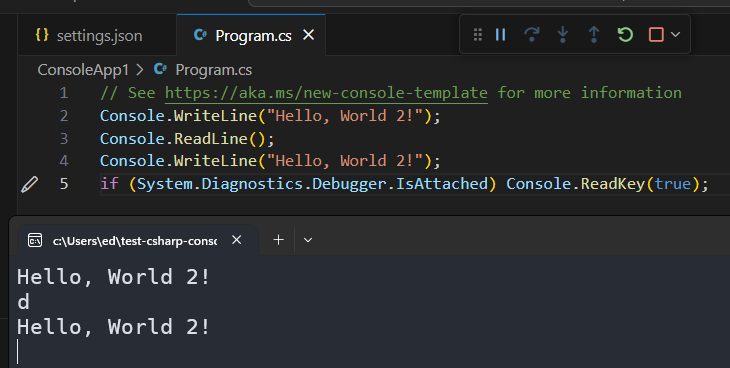 {} settings.json
C# Program.cs
ConsoleApp1 > C# Program.cs
1 // See https://aka.ms/new-console-template for more information
2 Console.WriteLine("Hello, World 2!");
3 Console.ReadLine();
4 Console.WriteLine("Hello, World 2!");
5 if (System.Diagnostics.Debugger.IsAttached) Console.ReadKey(true);
c:\Users\ed\test-csharp-conso
Hello, World 2!
d
Hello, World 2!